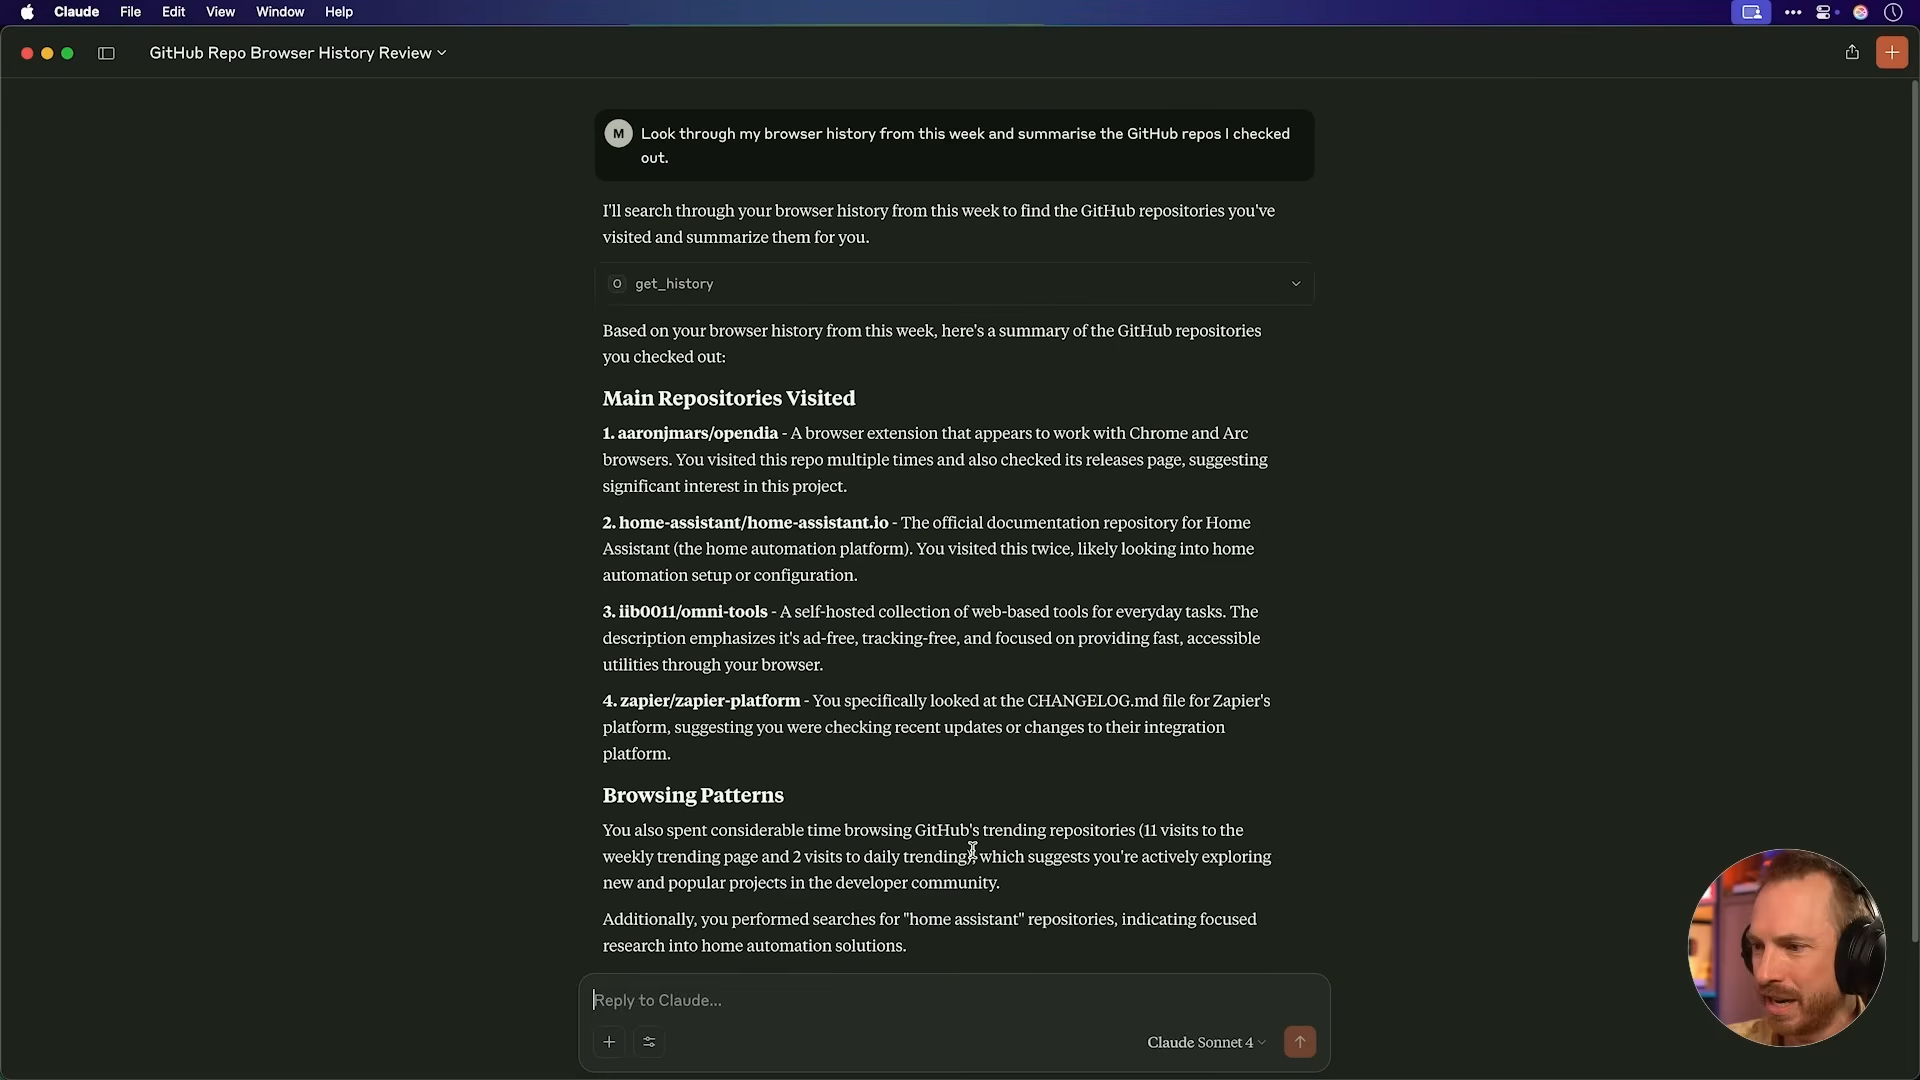 Claude File Edit View Window Help
GitHub Repo Browser History Review
M
Look through my browser history from this week and summarise the GitHub repos I checked
out.
I'll search through your browser history from this week to find the GitHub repositories you've
visited and summarize them for you.
O get_history
Based on your browser history from this week, here's a summary of the GitHub repositories
you checked out:
Main Repositories Visited
1. aaronjmars/opendia - A browser extension that appears to work with Chrome and Arc
browsers. You visited this repo multiple times and also checked its releases page, suggesting
significant interest in this project.
2. home-assistant/home-assistant.io - The official documentation repository for Home
Assistant (the home automation platform). You visited this twice, likely looking into home
automation setup or configuration.
3. iib0011/omni-tools - A self-hosted collection of web-based tools for everyday tasks. The
description emphasizes it's ad-free, tracking-free, and focused on providing fast, accessible
utilities through your browser.
4. zapier/zapier-platform - You specifically looked at the CHANGELOG.md file for Zapier's
platform, suggesting you were checking recent updates or changes to their integration
platform.
Browsing Patterns
You also spent considerable time browsing GitHub's trending repositories (11 visits to the
weekly trending page and 2 visits to daily trending), which suggests you're actively exploring
new and popular projects in the developer community.
Additionally, you performed searches for "home assistant" repositories, indicating focused
research into home automation solutions.
Reply to Claude...
Claude Sonnet 4